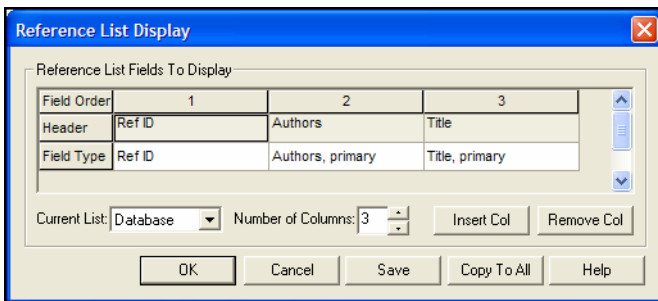 Reference List Display
Reference List Fields To Display
Field Order 1 2 3
Header Ref ID Authors Title
Field Type Ref ID Authors, primary Title, primary
Current List: Database Number of Columns: 3 Insert Col Remove Col
OK Cancel Save Copy To All Help